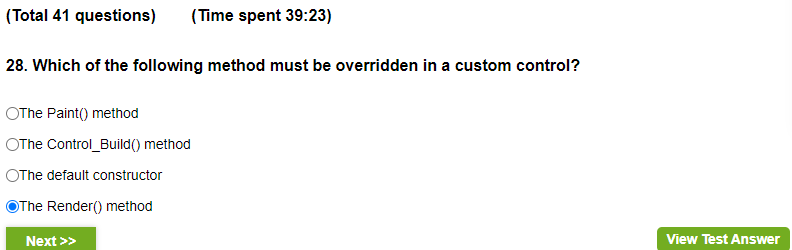 (Total 41 questions) (Time spent 39:23)
28. Which of the following method must be overridden in a custom control?
The Paint() method
The Control_Build() method
The default constructor
The Render() method
Next >>
View Test Answer